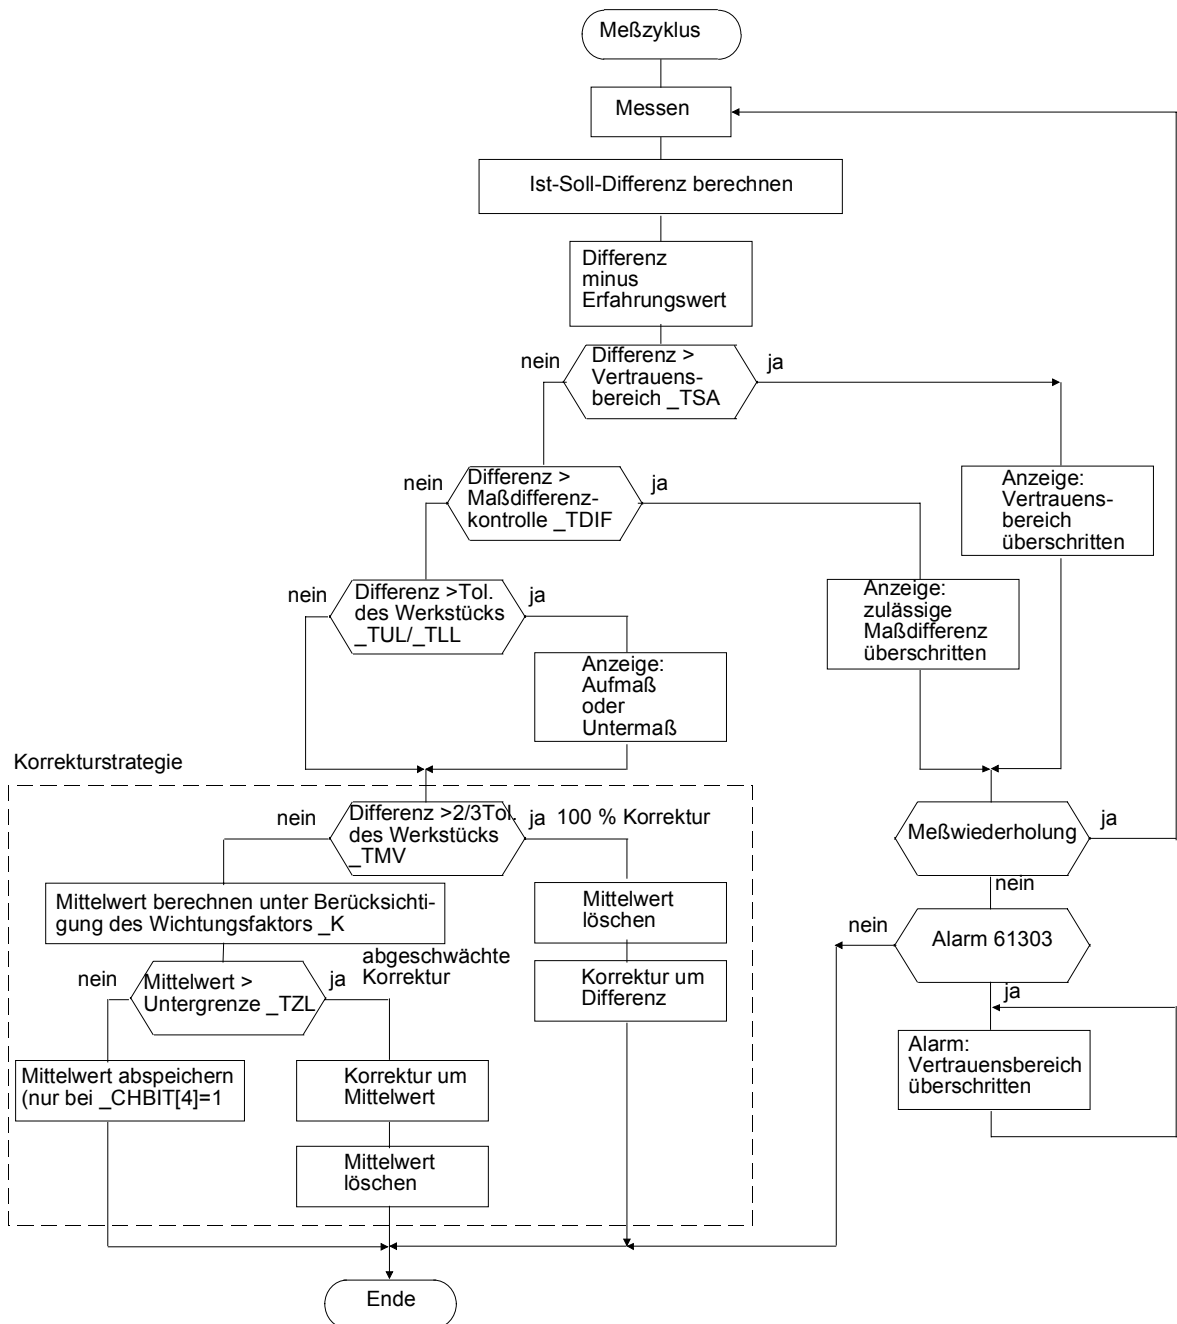 Meßzyklus
Messen
Ist-Soll-Differenz berechnen
Differenz
minus
Erfahrungswert
nein
Differenz >
Vertrauens-
bereich _TSA
ja
nein
Differenz >
Maßdifferenz-
kontrolle _TDIF
ja
Anzeige:
Vertrauens-
bereich
überschritten
nein
Differenz >Tol.
des Werkstücks
_TUL/_TLL
ja
Anzeige:
zulässige
Maßdifferenz
überschritten
Anzeige:
Aufmaß
oder
Untermaß
Korrekturstrategie
nein
Differenz >2/3Tol.
des Werkstücks
_TMV
ja 100 % Korrektur
Meßwiederholung
ja
nein
Mittelwert berechnen unter Berücksichti-
gung des Wichtungsfaktors _K
Mittelwert
löschen
nein
Alarm 61303
ja
nein
Mittelwert >
Untergrenze _TZL
ja
abgeschwächte
Korrektur
Korrektur um
Differenz
Alarm:
Vertrauensbereich
überschritten
Mittelwert abspeichern
(nur bei _CHBIT[4]=1
Korrektur um
Mittelwert
Mittelwert
löschen
Ende